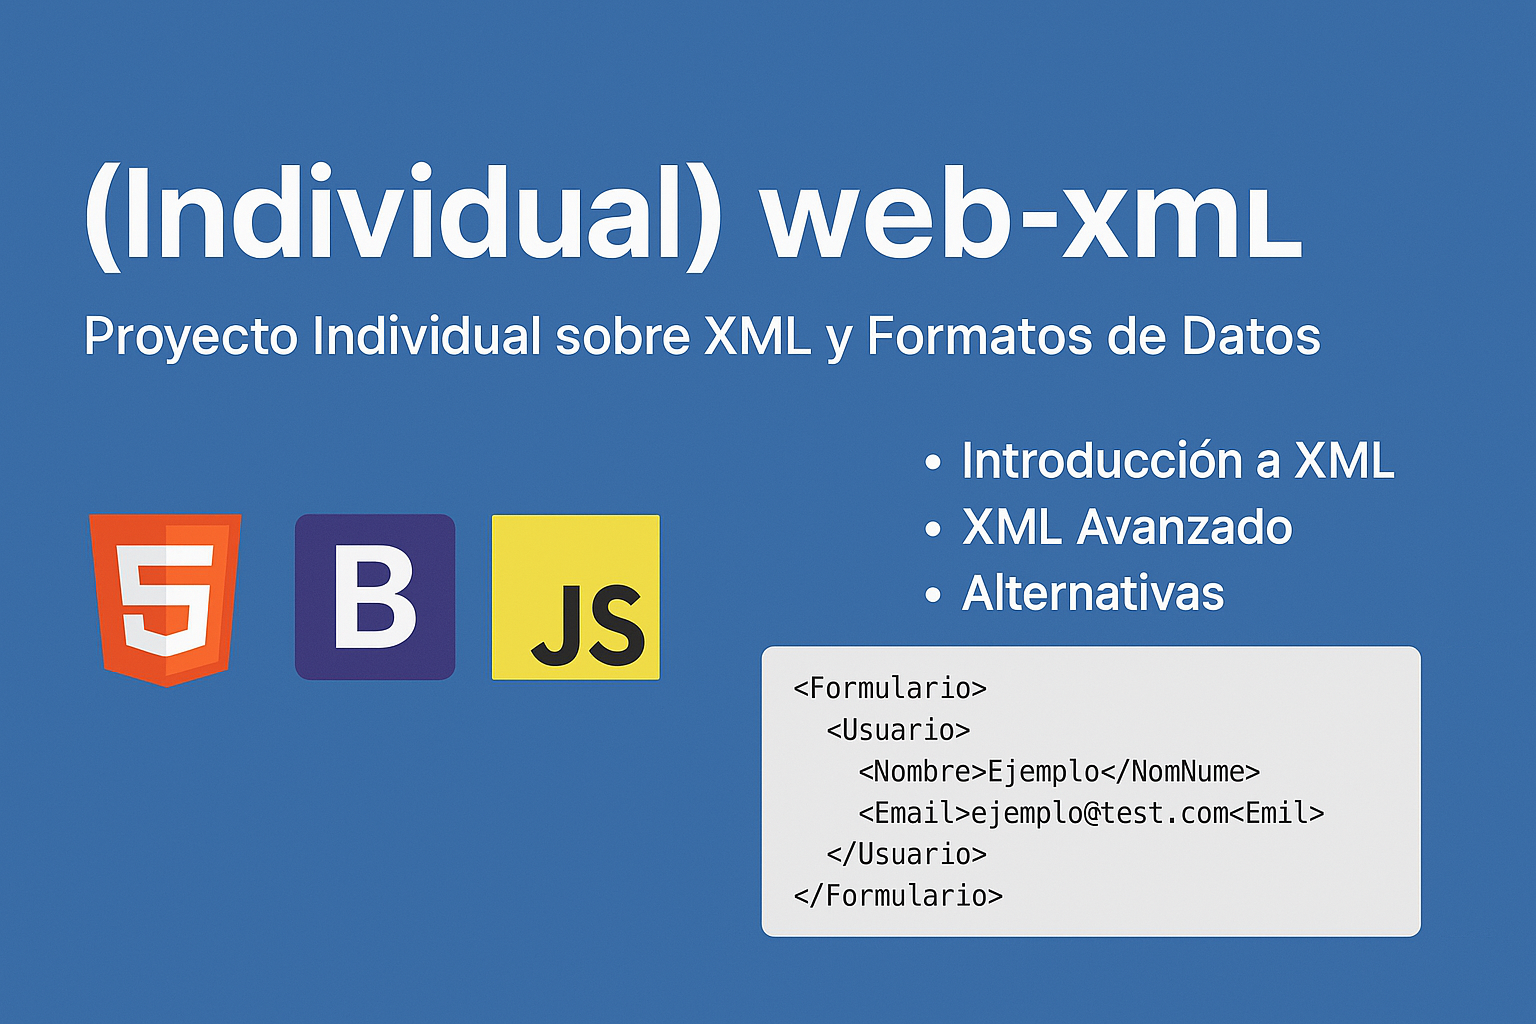 (Individual) web-xmL
Proyecto Individual sobre XML y Formatos de Datos
• Introducción a XML
• XML Avanzado
• Alternativas
5
B
JS
<Formulario>
  <Usuario>
    <Nombre>Ejemplo</NomNume>
    <Email>ejemplo@test.com<Emil>
  </Usuario>
</Formulario>